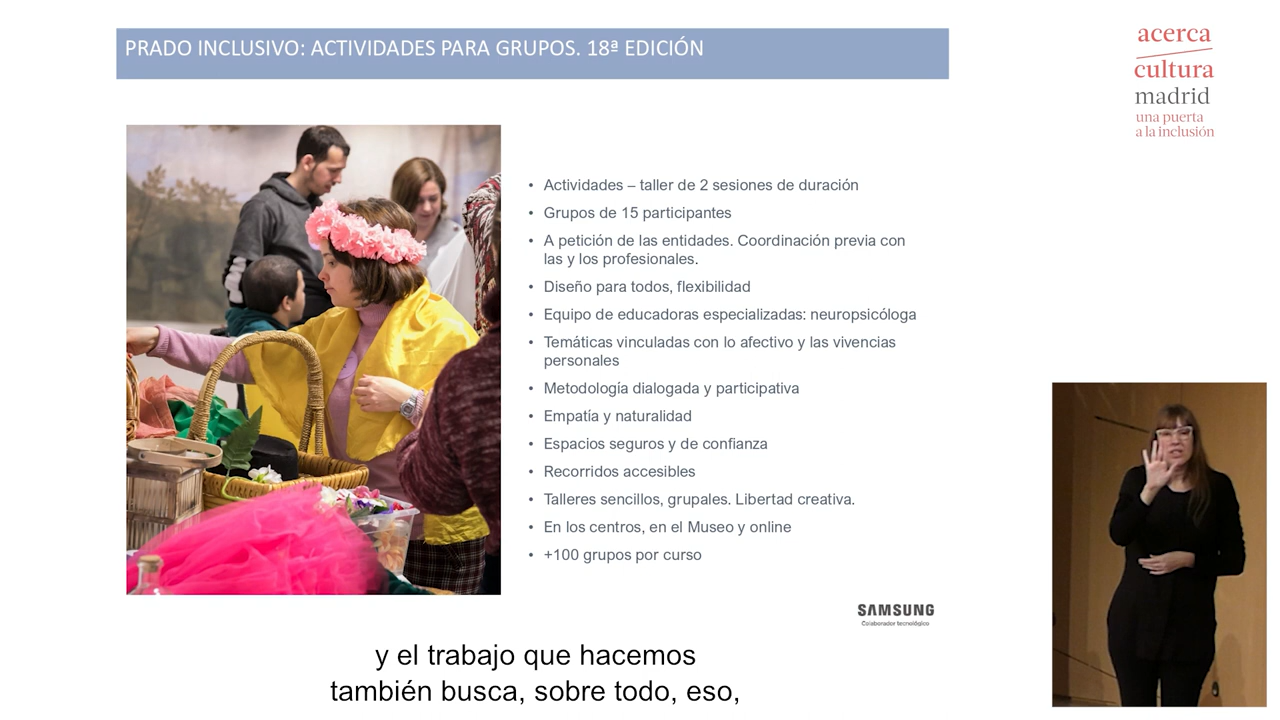 PRADO INCLUSIVO: ACTIVIDADES PARA GRUPOS. 18ª EDICIÓN
acerca
cultura
madrid
una puerta
a la inclusión
• Actividades – taller de 2 sesiones de duración
• Grupos de 15 participantes
• A petición de las entidades. Coordinación previa con
las y los profesionales.
• Diseño para todos, flexibilidad
• Equipo de educadoras especializadas: neuropsicóloga
• Temáticas vinculadas con lo afectivo y las vivencias
personales
• Metodología dialogada y participativa
• Empatía y naturalidad
• Espacios seguros y de confianza
• Recorridos accesibles
• Talleres sencillos, grupales. Libertad creativa.
• En los centros, en el Museo y online
• +100 grupos por curso
SAMSUNG
Colaborador tecnológico
y el trabajo que hacemos
también busca, sobre todo, eso,